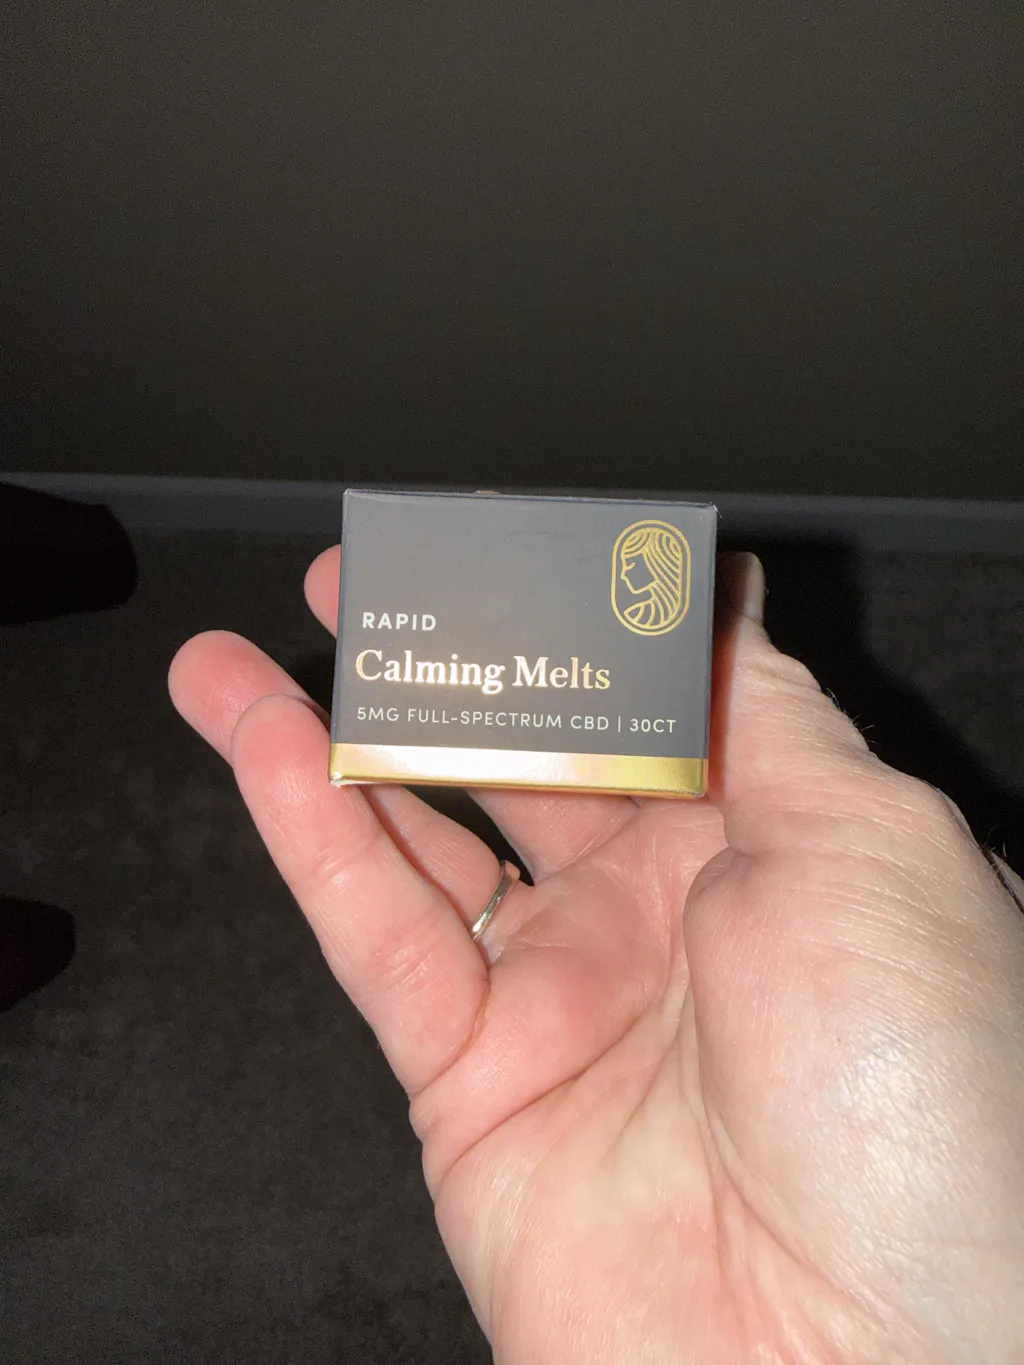 RAPID
Calming Melts
5MG FULL-SPECTRUM CBD | 30CT